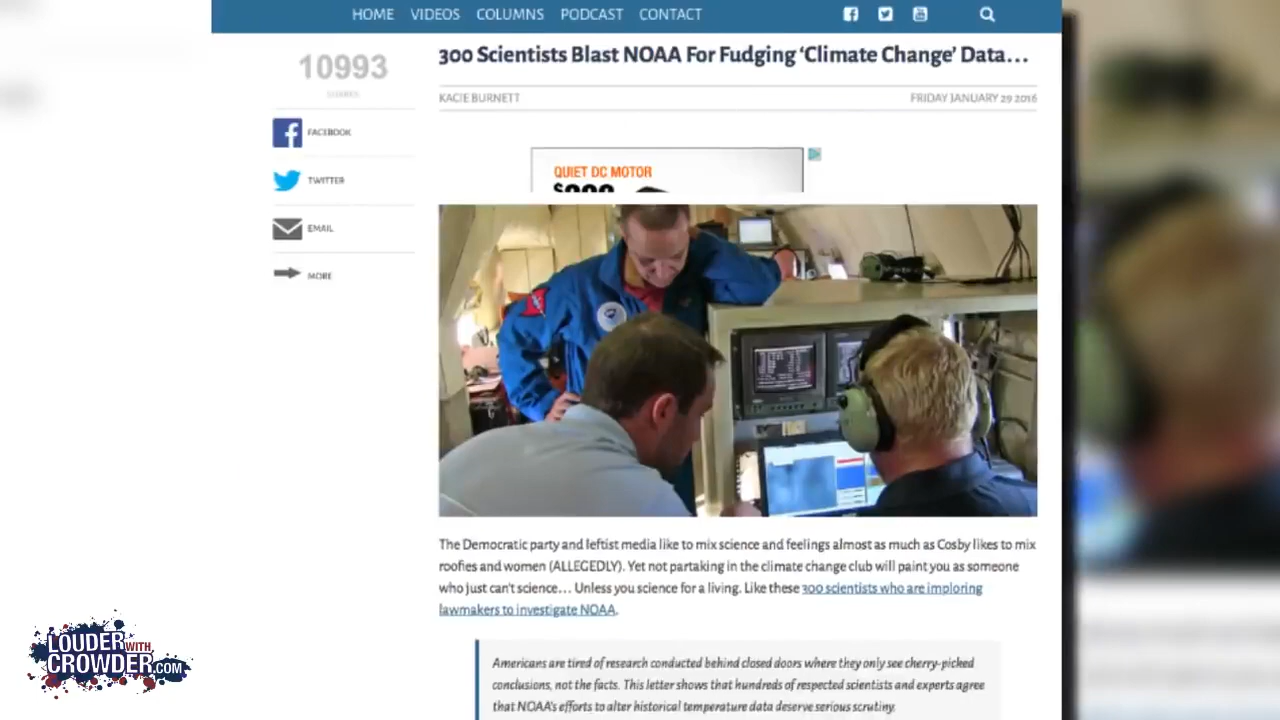 HOME VIDEOS COLUMNS PODCAST CONTACT
10993
SHARES
FACEBOOK
TWITTER
EMAIL
MORE
300 Scientists Blast NOAA For Fudging ‘Climate Change’ Data…
KACIE BURNETT FRIDAY JANUARY 29 2016
QUIET DC MOTOR
The Democratic party and leftist media like to mix science and feelings almost as much as Cosby likes to mix
roofies and women (ALLEGEDLY). Yet not partaking in the climate change club will paint you as someone
who just can't science… Unless you science for a living. Like these 300 scientists who are imploring
lawmakers to investigate NOAA.
Americans are tired of research conducted behind closed doors where they only see cherry-picked
conclusions, not the facts. This letter shows that hundreds of respected scientists and experts agree
that NOAA's efforts to alter historical temperature data deserve serious scrutiny.
LOUDER WITH
CROWDER.COM